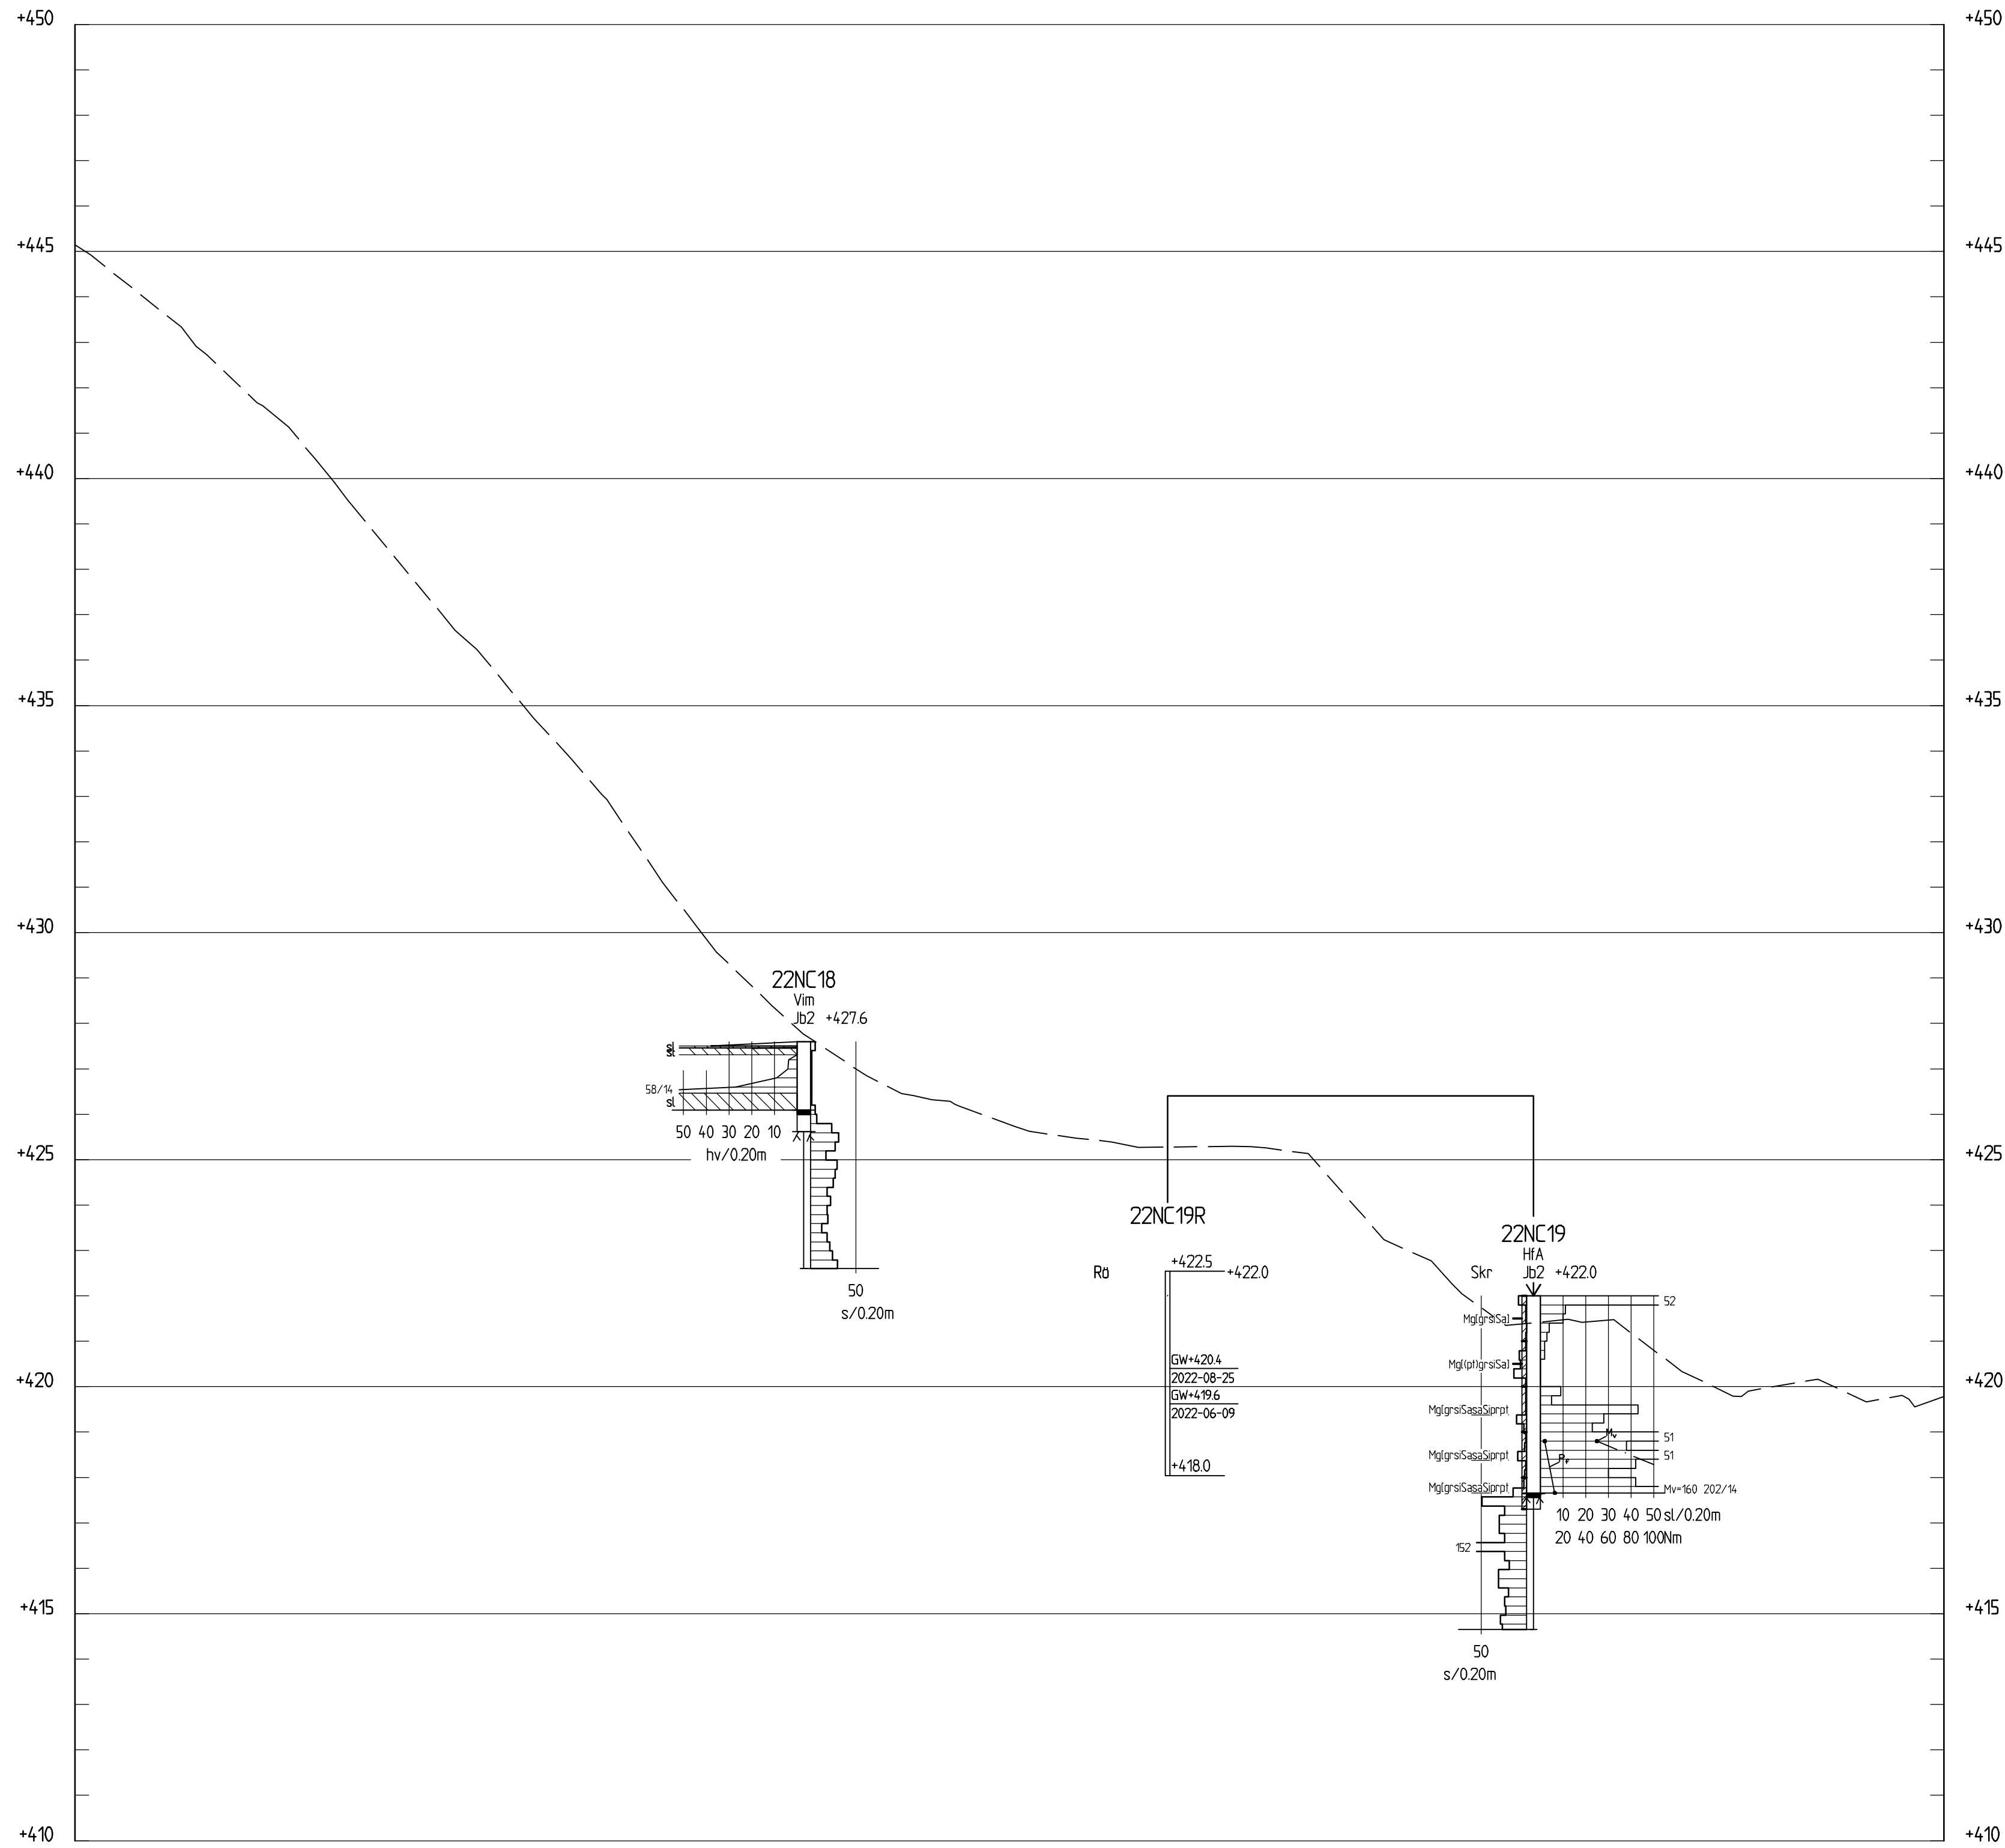 +450 +450
+445 +445
+440 +440
+435 +435
+430 +430
22NC18
Vim
Jb2 +427.6
58/14
sl
50 40 30 20 10
hv/0.20m
50
s/0.20m
+425 +425
22NC19R
Rö
+422.5
+422.0
GW+420.4
2022-08-25
GW+419.6
2022-06-09
+418.0
22NC19
HfA
Skr Jb2 +422.0
52
Mg[grsiSa]
Mg[(pt)grsiSa]
+420 +420
Mg[grsiSasaSiprpt
Mv
51
Mg[grsiSasaSiprpt
51
Mg[grsiSasaSiprpt
Mv=160 202/14
10 20 30 40 50 sl/0.20m
20 40 60 80 100Nm
152
+415 +415
50
s/0.20m
+410 +410